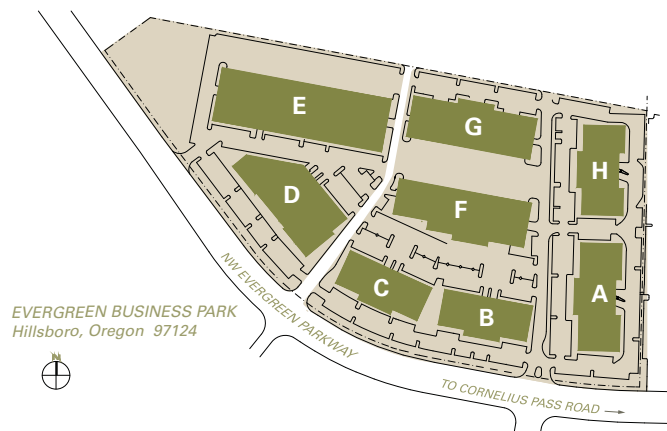 E
G
H
D
F
C
A
B
NW EVERGREEN PARKWAY
EVERGREEN BUSINESS PARK
Hillsboro, Oregon 97124
N
TO CORNELIUS PASS ROAD